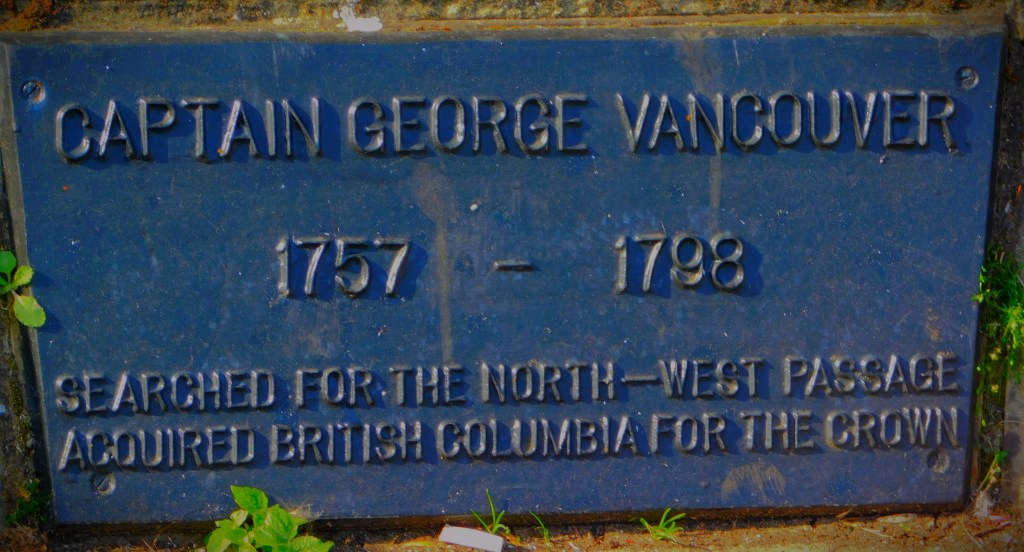 CAPTAIN GEORGE VANCOUVER
1757 - 1798
SEARCHED FOR THE NORTH-WEST PASSAGE
ACQUIRED BRITISH COLUMBIA FOR THE CROWN